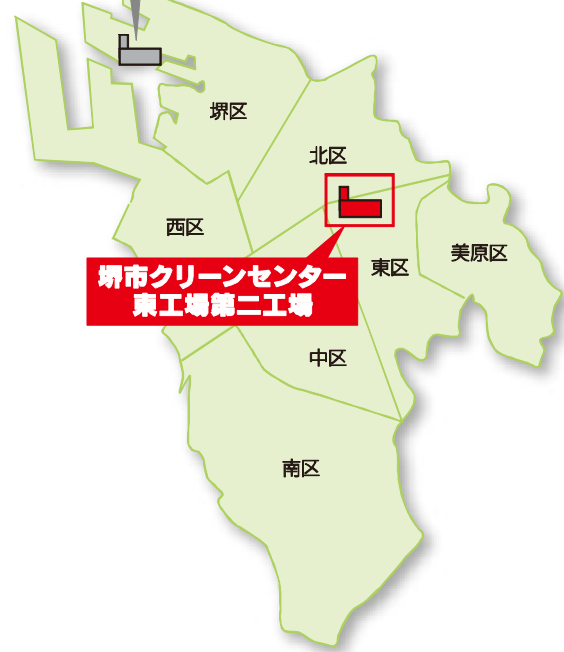 堺区
北区
西区
東区
美原区
堺市クリーンセンター
東工場第二工場
中区
南区